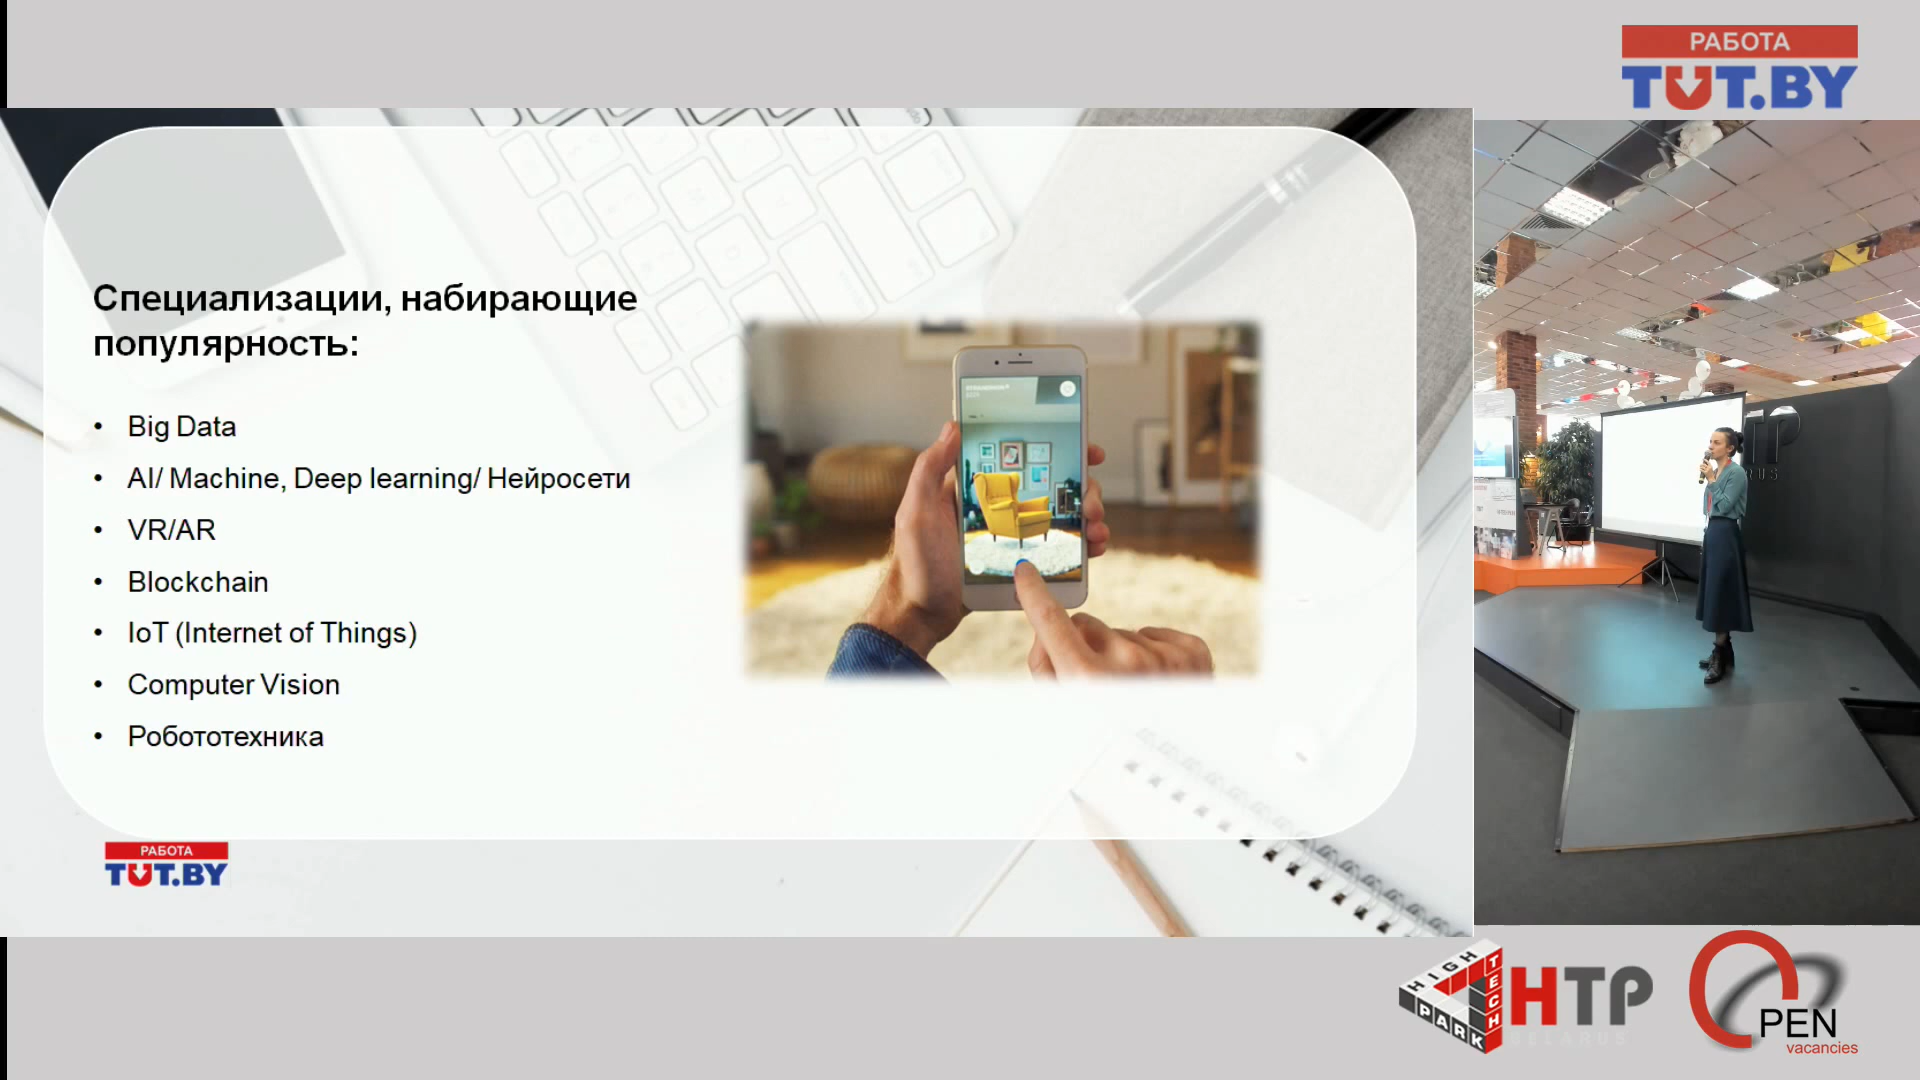 РАБОТА
TUT.BY
Специализации, набирающие
популярность:
• Big Data
• AI/ Machine, Deep learning/ Нейросети
• VR/AR
• Blockchain
• IoT (Internet of Things)
• Computer Vision
• Робототехника
РАБОТА
TUT.BY
HIGH
TECH
PARK
HTP
BELARUS
OPEN
vacancies